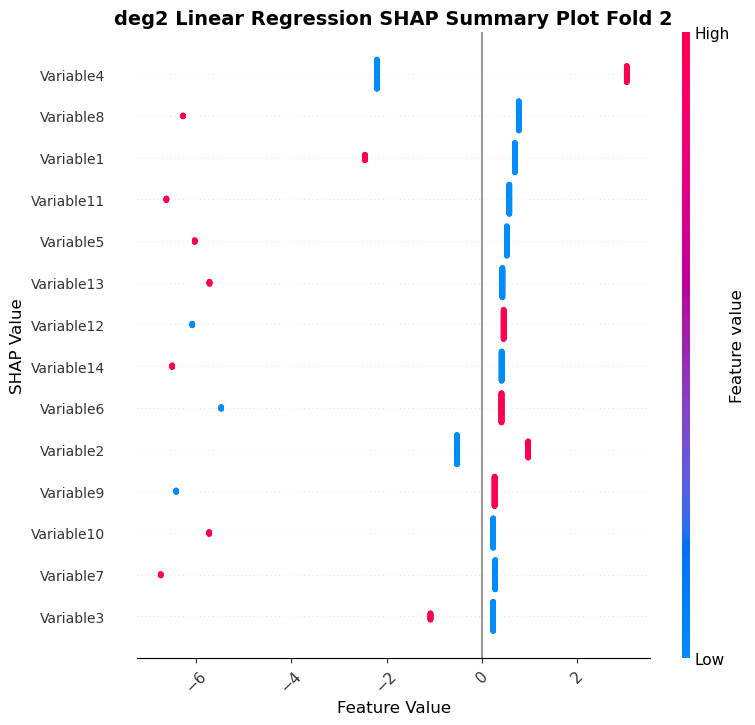 deg2 Linear Regression SHAP Summary Plot Fold 2
High
Variable4
Variable8
Variable1
Variable11
Variable5
Variable13
Variable12
Variable14
Variable6
Variable2
Variable9
Variable10
Variable7
Variable3
SHAP Value
Feature value
Low
−6
−4
−2
0
2
Feature Value